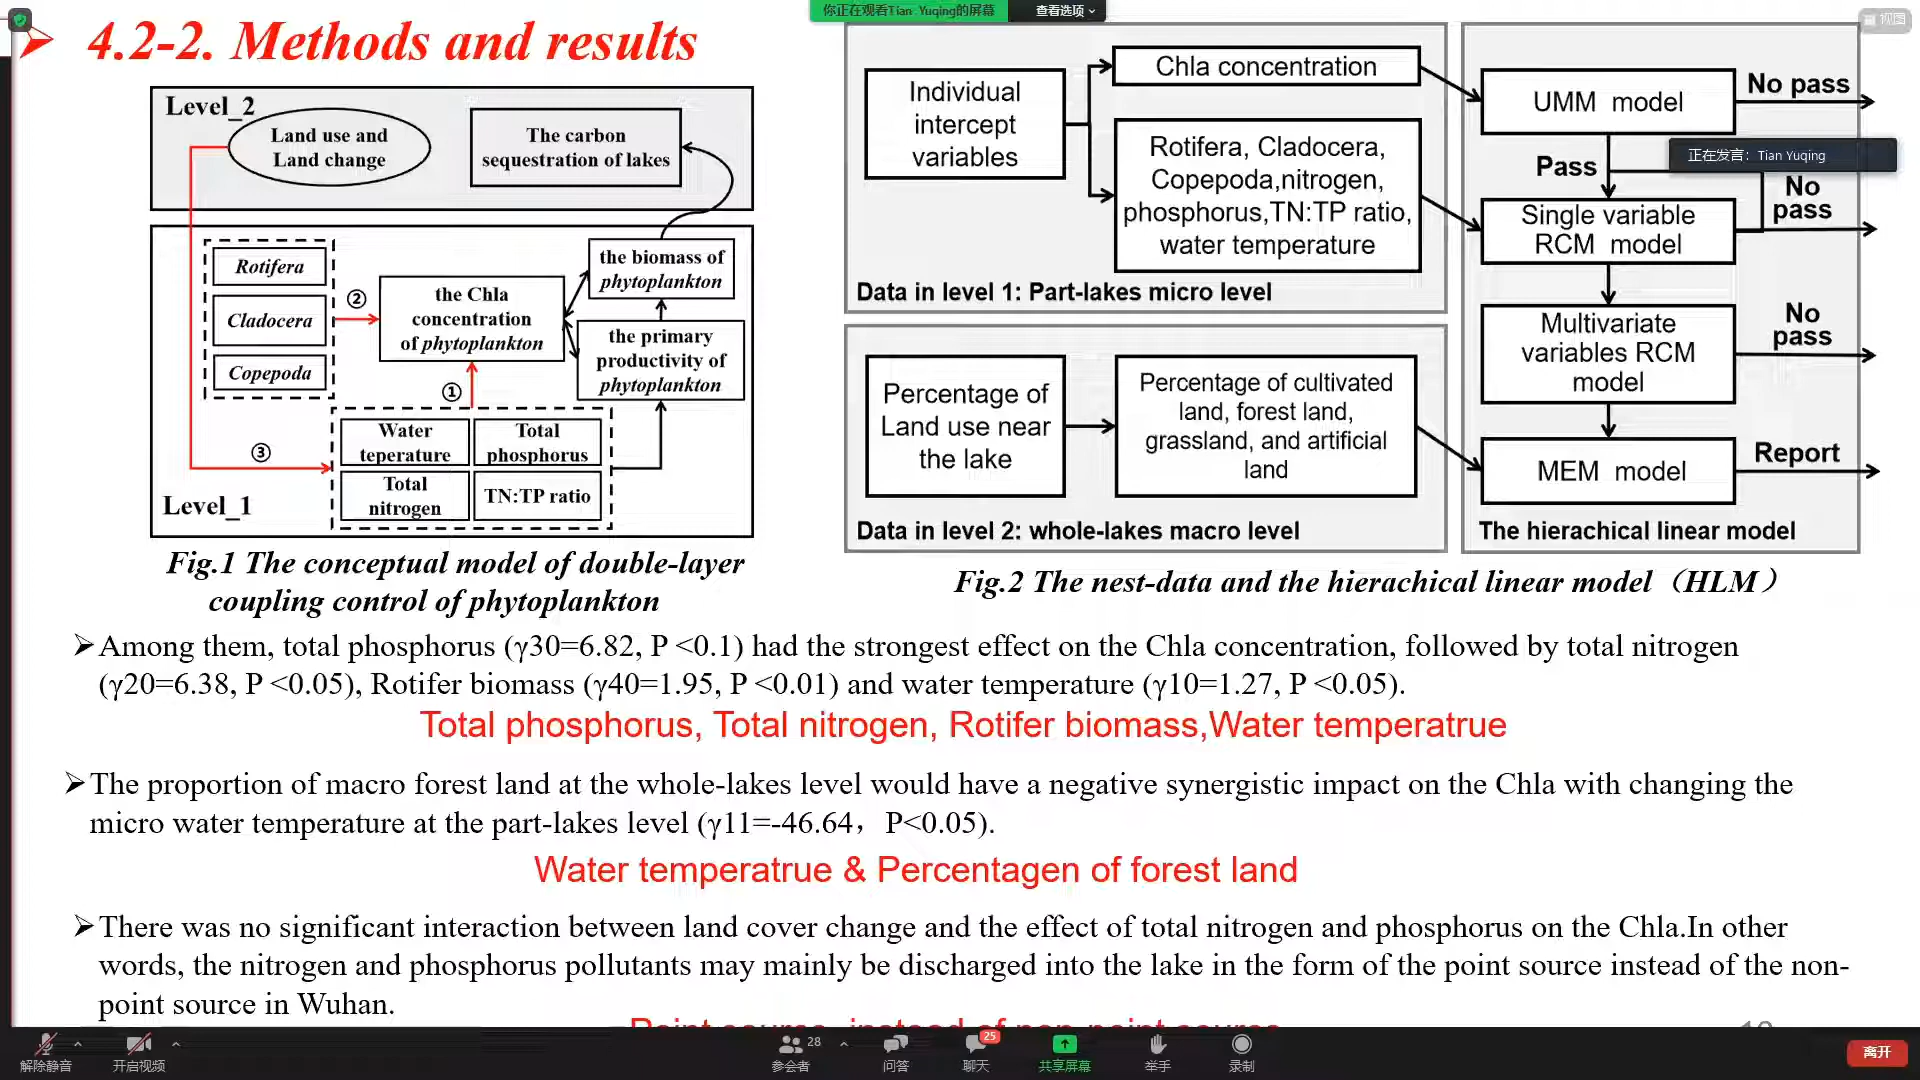 你正在观看Tian Yuqing的屏幕
查看选项
视图
4.2-2. Methods and results
Level_2
Land use and
Land change
The carbon
sequestration of lakes
Rotifera
Cladocera
Copepoda
②
the Chla
concentration
of phytoplankton
the biomass of
phytoplankton
the primary
productivity of
phytoplankton
①
③
Water
teperature
Total
phosphorus
Total
nitrogen
TN:TP ratio
Level_1
Fig.1 The conceptual model of double-layer
coupling control of phytoplankton
Individual
intercept
variables
Chla concentration
Rotifera, Cladocera,
Copepoda,nitrogen,
phosphorus,TN:TP ratio,
water temperature
Data in level 1: Part-lakes micro level
Percentage of
Land use near
the lake
Percentage of cultivated
land, forest land,
grassland, and artificial
land
Data in level 2: whole-lakes macro level
UMM model
No pass
正在发言: Tian Yuqing
Pass
Single variable
RCM model
No
pass
Multivariate
variables RCM
model
No
pass
MEM model
Report
The hierachical linear model
Fig.2 The nest-data and the hierachical linear model（HLM）
Among them, total phosphorus (γ30=6.82, P <0.1) had the strongest effect on the Chla concentration, followed by total nitrogen
(γ20=6.38, P <0.05), Rotifer biomass (γ40=1.95, P <0.01) and water temperature (γ10=1.27, P <0.05).
Total phosphorus, Total nitrogen, Rotifer biomass,Water temperatrue
The proportion of macro forest land at the whole-lakes level would have a negative synergistic impact on the Chla with changing the
micro water temperature at the part-lakes level (γ11=-46.64，P<0.05).
Water temperatrue & Percentagen of forest land
There was no significant interaction between land cover change and the effect of total nitrogen and phosphorus on the Chla.In other
words, the nitrogen and phosphorus pollutants may mainly be discharged into the lake in the form of the point source instead of the non-
point source in Wuhan.
Point source, instead of non-point source
解除静音
开启视频
28
参会者
问答
25
聊天
共享屏幕
举手
录制
离开